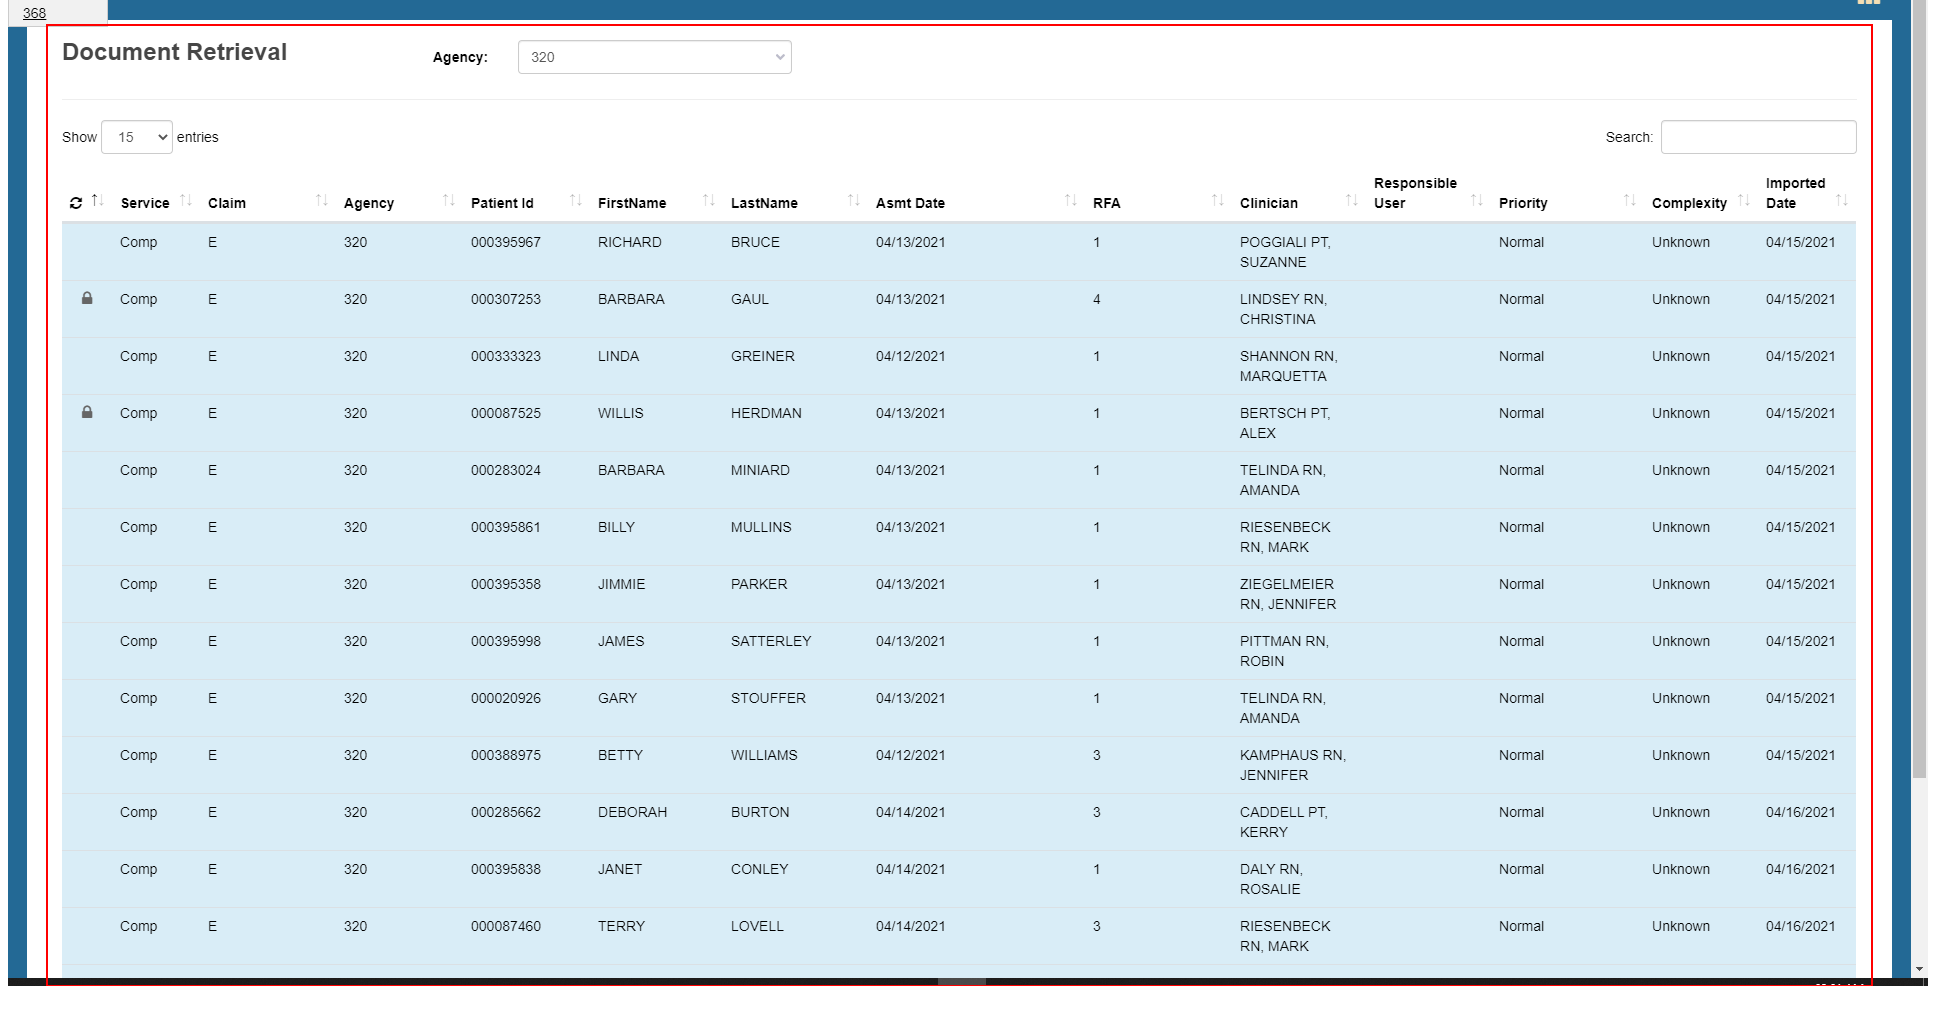 368
Document Retrieval Agency: 320
Show 15 entries Search:
Service Claim Agency Patient Id FirstName LastName Asmt Date RFA Clinician Responsible User Priority Complexity Imported Date
Comp E 320 000395967 RICHARD BRUCE 04/13/2021 1 POGGIALI PT, SUZANNE Normal Unknown 04/15/2021
Comp E 320 000307253 BARBARA GAUL 04/13/2021 4 LINDSEY RN, CHRISTINA Normal Unknown 04/15/2021
Comp E 320 000333323 LINDA GREINER 04/12/2021 1 SHANNON RN, MARQUETTA Normal Unknown 04/15/2021
Comp E 320 000087525 WILLIS HERDMAN 04/13/2021 1 BERTSCH PT, ALEX Normal Unknown 04/15/2021
Comp E 320 000283024 BARBARA MINIARD 04/13/2021 1 TELINDA RN, AMANDA Normal Unknown 04/15/2021
Comp E 320 000395861 BILLY MULLINS 04/13/2021 1 RIESENBECK RN, MARK Normal Unknown 04/15/2021
Comp E 320 000395358 JIMMIE PARKER 04/13/2021 1 ZIEGELMEIER RN, JENNIFER Normal Unknown 04/15/2021
Comp E 320 000395998 JAMES SATTERLEY 04/13/2021 1 PITTMAN RN, ROBIN Normal Unknown 04/15/2021
Comp E 320 000020926 GARY STOUFFER 04/13/2021 1 TELINDA RN, AMANDA Normal Unknown 04/15/2021
Comp E 320 000388975 BETTY WILLIAMS 04/12/2021 3 KAMPHAUS RN, JENNIFER Normal Unknown 04/15/2021
Comp E 320 000285662 DEBORAH BURTON 04/14/2021 3 CADDELL PT, KERRY Normal Unknown 04/16/2021
Comp E 320 000395838 JANET CONLEY 04/14/2021 1 DALY RN, ROSALIE Normal Unknown 04/16/2021
Comp E 320 000087460 TERRY LOVELL 04/14/2021 3 RIESENBECK RN, MARK Normal Unknown 04/16/2021